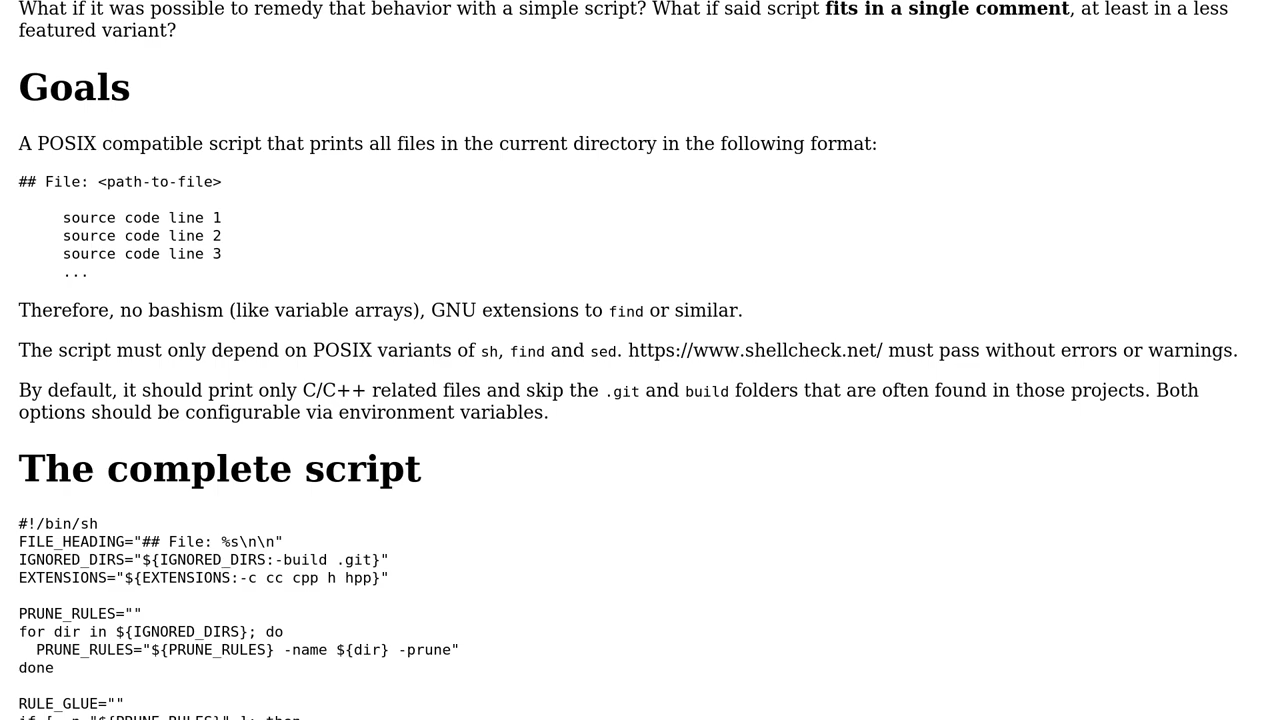 What if it was possible to remedy that behavior with a simple script? What if said script fits in a single comment, at least in a less
featured variant?
Goals
A POSIX compatible script that prints all files in the current directory in the following format:
## File: <path-to-file>
     source code line 1
     source code line 2
     source code line 3
     ...
Therefore, no bashism (like variable arrays), GNU extensions to find or similar.
The script must only depend on POSIX variants of sh, find and sed. https://www.shellcheck.net/ must pass without errors or warnings.
By default, it should print only C/C++ related files and skip the .git and build folders that are often found in those projects. Both
options should be configurable via environment variables.
The complete script
#!/bin/sh
FILE_HEADING="## File: %s\n\n"
IGNORED_DIRS="${IGNORED_DIRS:-build .git}"
EXTENSIONS="${EXTENSIONS:-c cc cpp h hpp}"
PRUNE_RULES=""
for dir in ${IGNORED_DIRS}; do
  PRUNE_RULES="${PRUNE_RULES} -name ${dir} -prune"
done
RULE_GLUE=""
if [ -n "${PRUNE_RULES}" ]; then